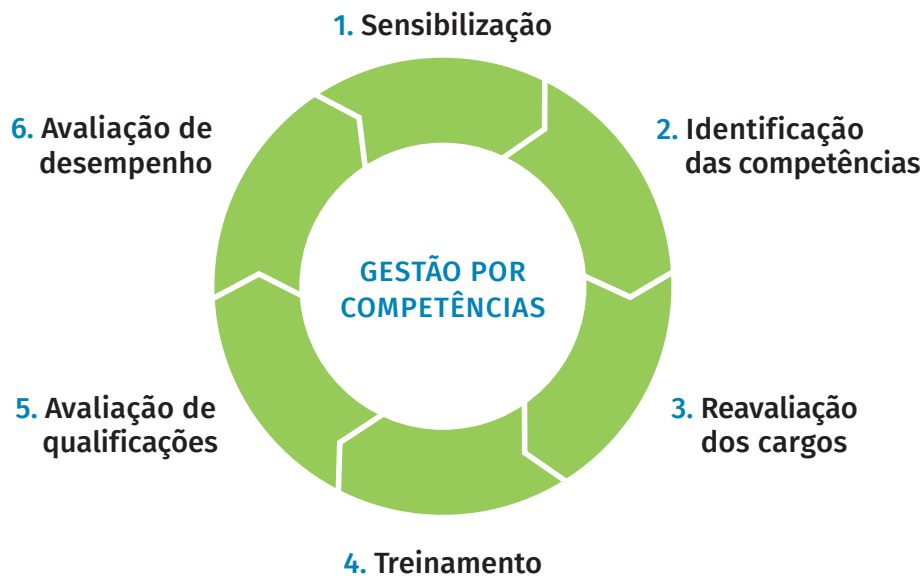 1. Sensibilização
2. Identificação
das competências
3. Reavaliação
dos cargos
4. Treinamento
5. Avaliação de
qualificações
6. Avaliação de
desempenho
GESTÃO POR
COMPETÊNCIAS